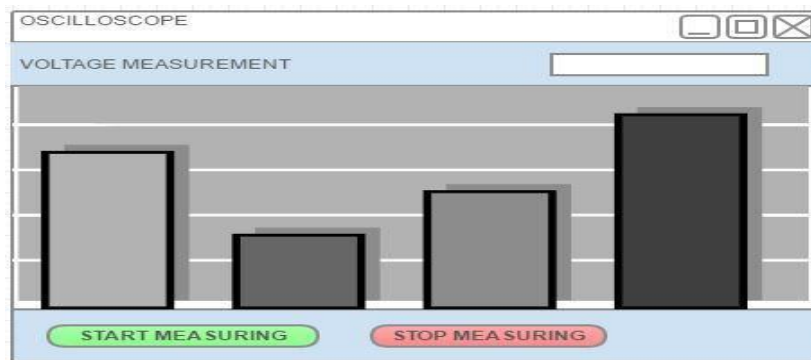 OSCILLOSCOPE
VOLTAGE MEASUREMENT
START MEASURING STOP MEASURING